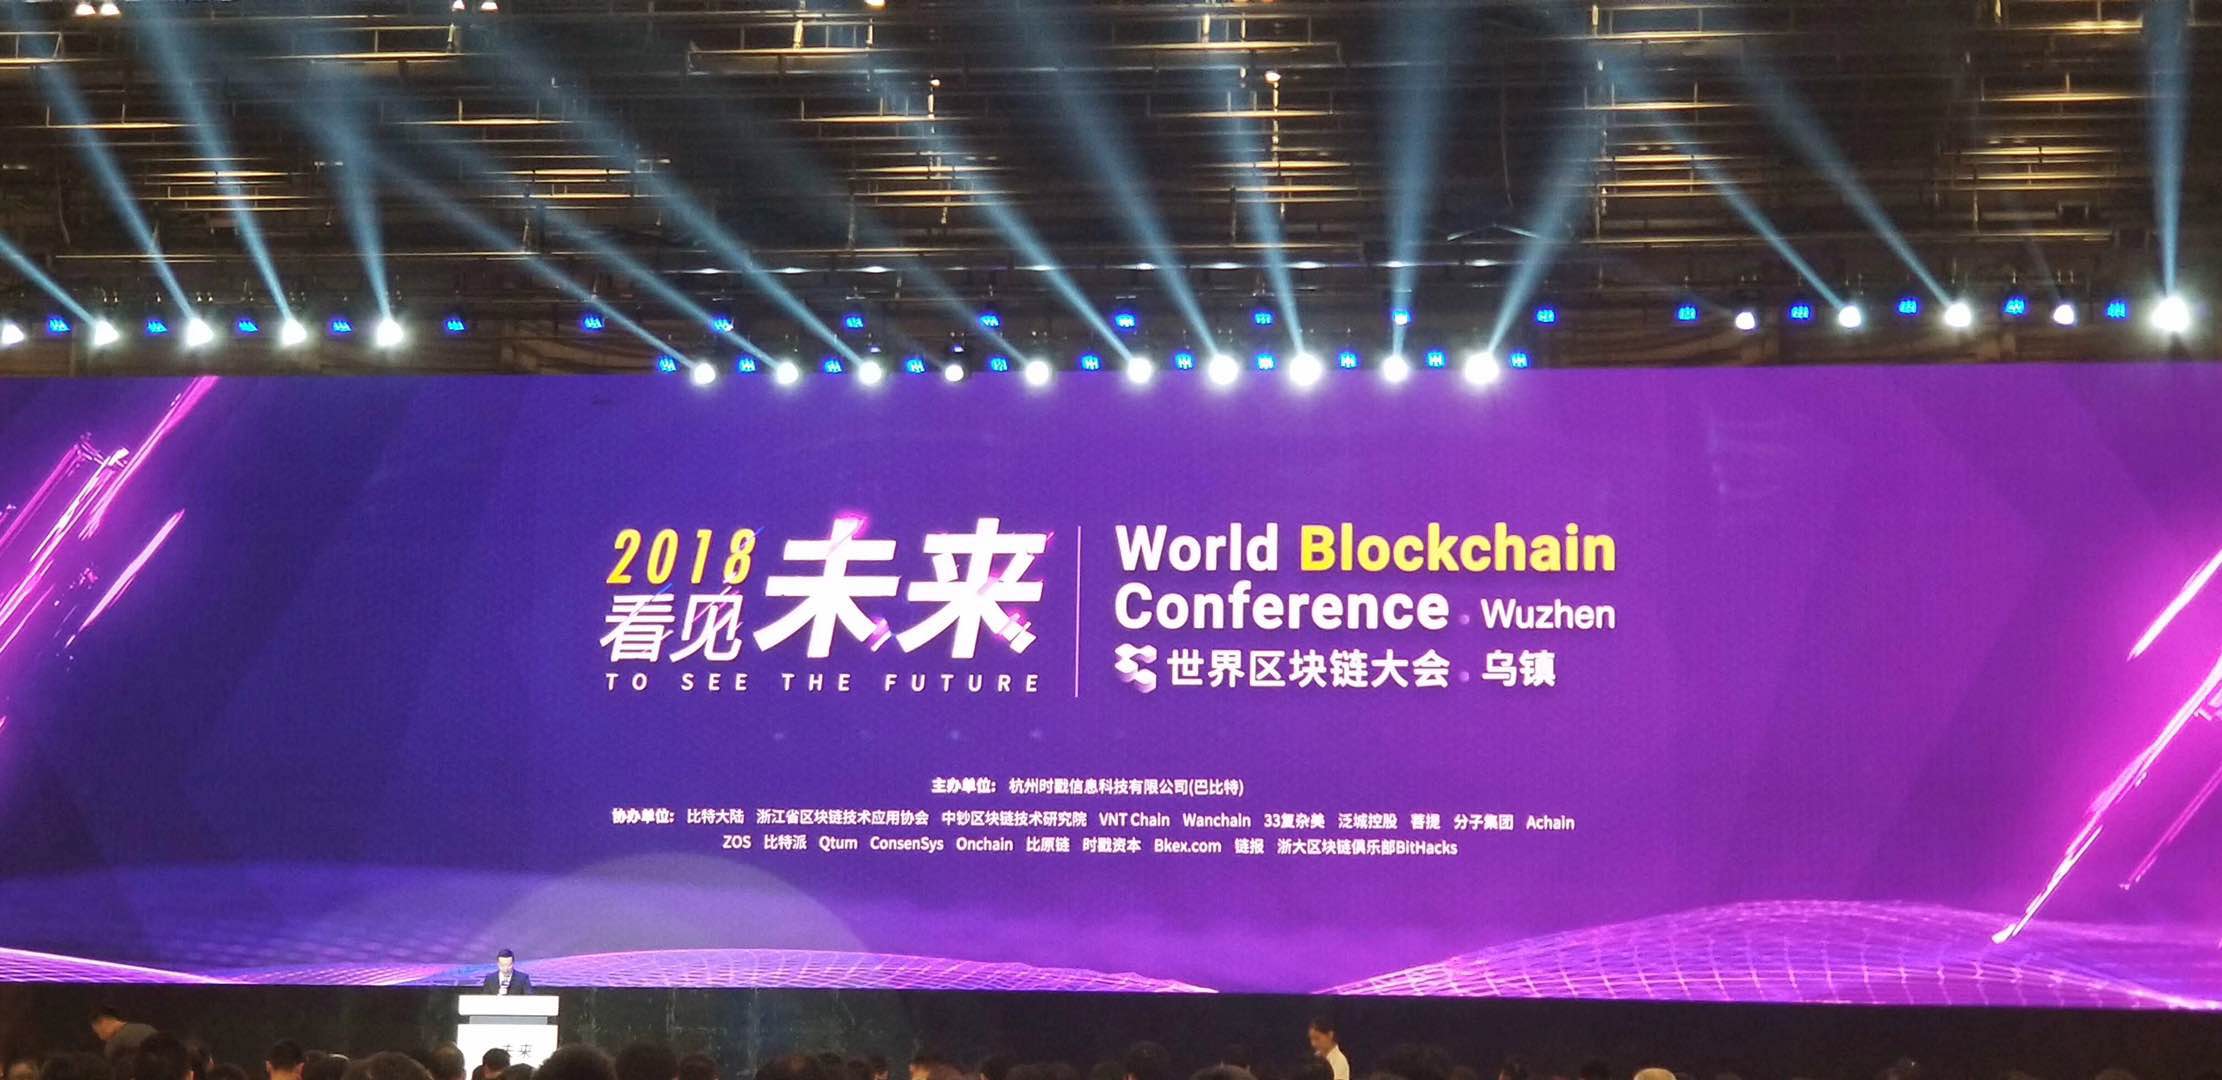 2018
看见未来
TO SEE THE FUTURE
World Blockchain
Conference · Wuzhen
世界区块链大会 · 乌镇
主办单位: 杭州时戳信息科技有限公司(巴比特)
协办单位: 比特大陆 浙江省区块链技术应用协会 中钞区块链技术研究院 VNT Chain Wanchain 33复杂美 泛城控股 菩提 分子集团 Achain
ZOS 比特派 Qtum ConsenSys Onchain 比原链 时戳资本 Bkex.com 链报 浙大区块链俱乐部BitHacks
未来